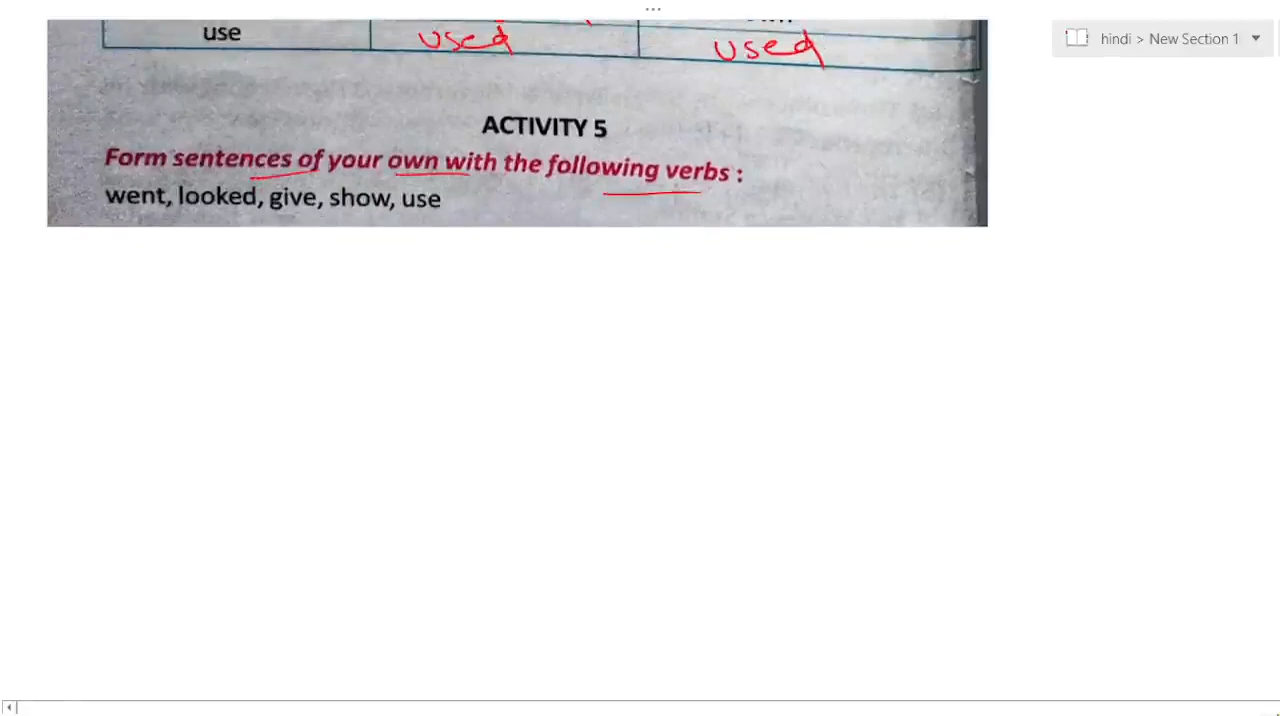 ...
hindi > New Section 1
use used used
ACTIVITY 5
Form sentences of your own with the following verbs :
went, looked, give, show, use